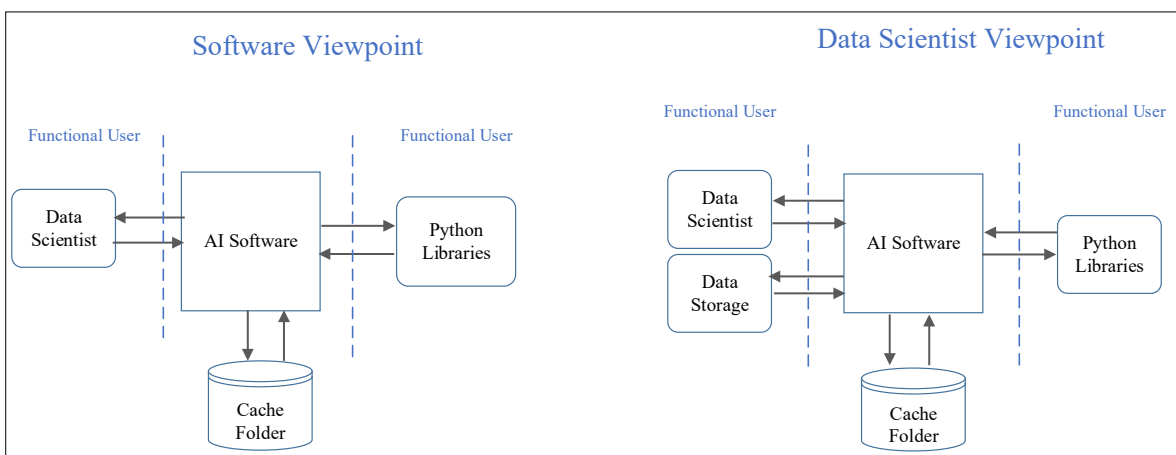 Software Viewpoint
Functional User
Functional User
Data
Scientist
AI Software
Python
Libraries
Cache
Folder
Data Scientist Viewpoint
Functional User
Functional User
Data
Scientist
AI Software
Python
Libraries
Data
Storage
Cache
Folder